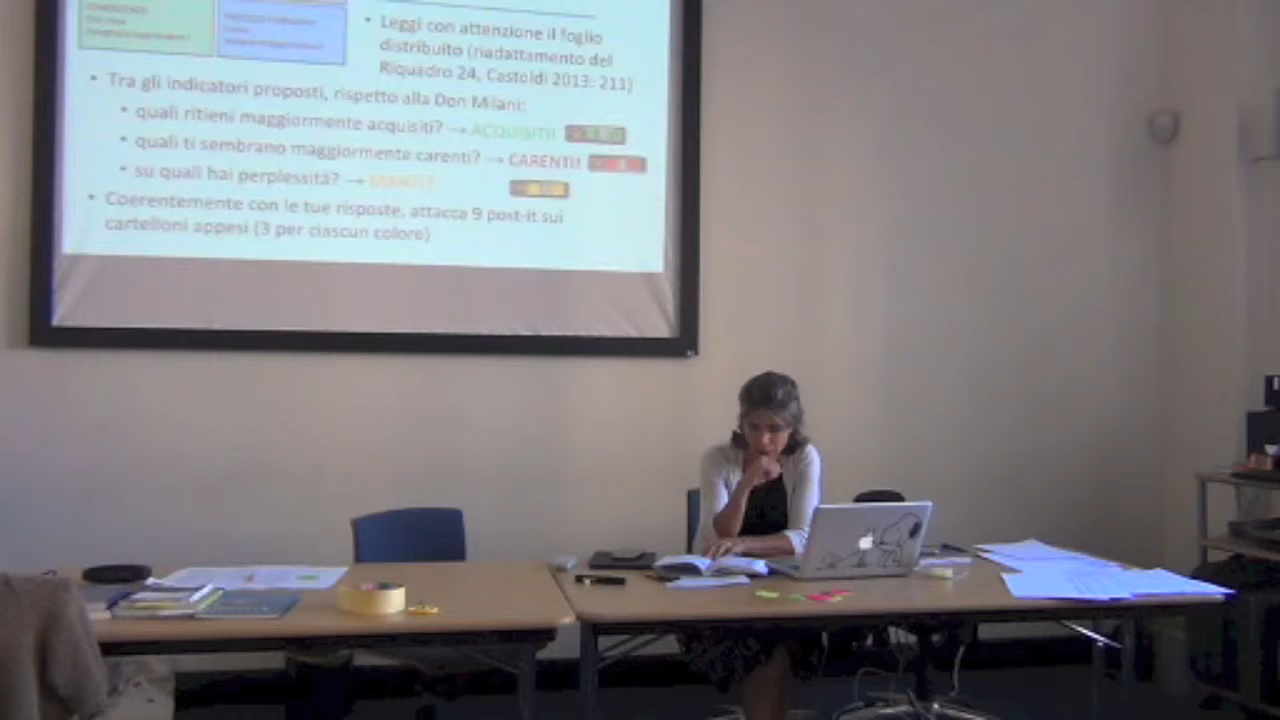 Leggi con attenzione il foglio
distribuito (riadattamento del
Riquadro 24, Castoldi 2013: 211)
Tra gli indicatori proposti, rispetto alla Don Milani:
quali ritieni maggiormente acquisiti? → ACQUISITI!
quali ti sembrano maggiormente carenti? → CARENTI!
su quali hai perplessità? →
Coerentemente con le tue risposte, attacca 9 post-it sui
cartelloni appesi (3 per ciascun colore)